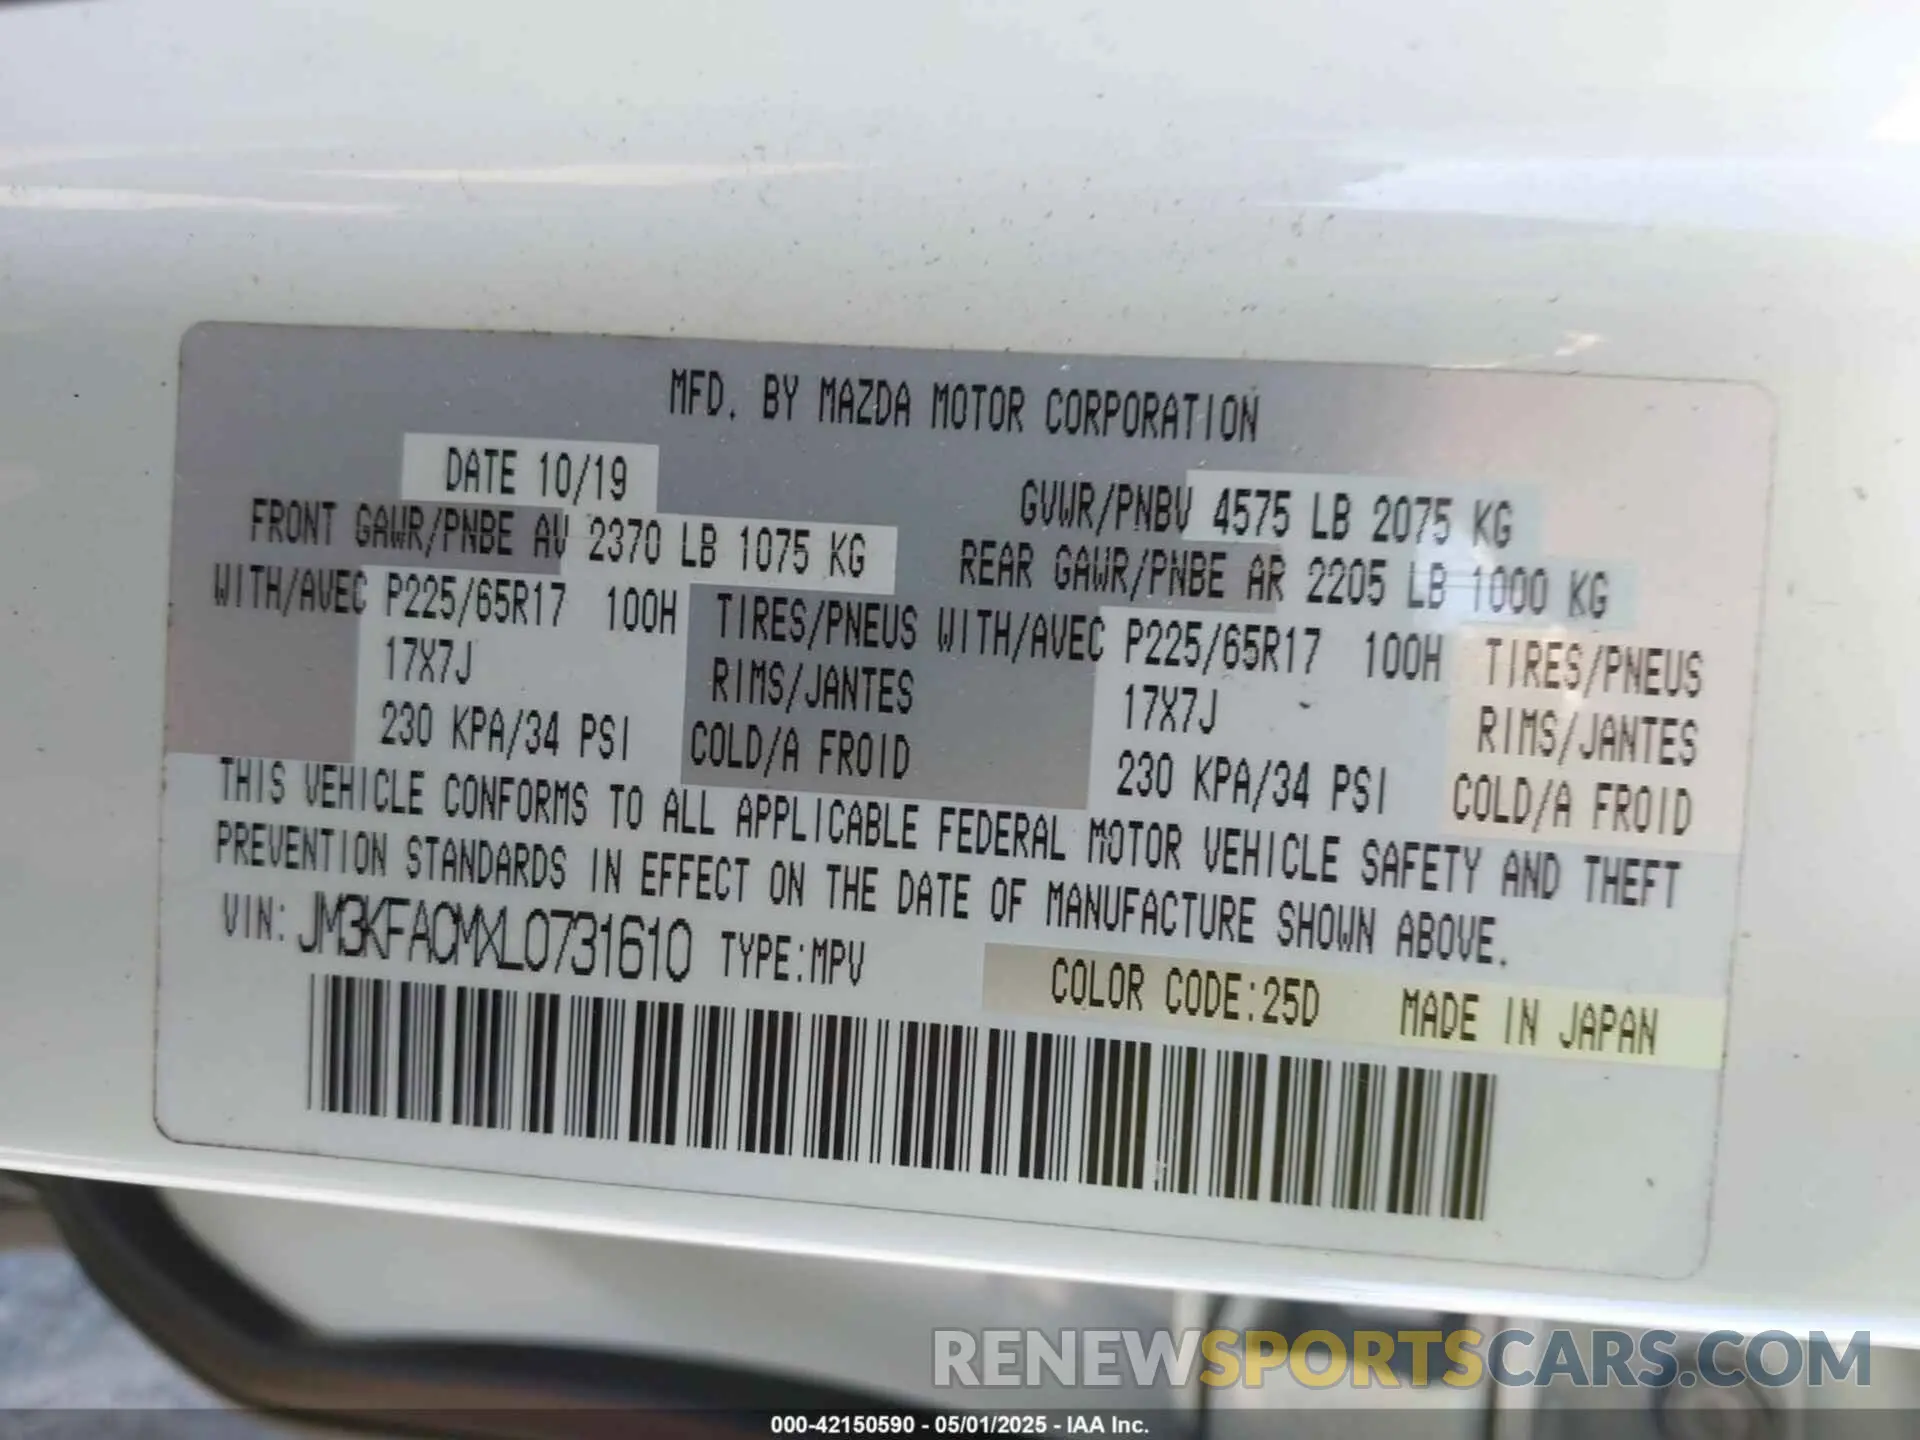 MFD. BY MAZDA MOTOR CORPORATION
DATE 10/19
GVWR/PNBV 4575 LB 2075 KG
FRONT GAWR/PNBE AV 2370 LB 1075 KG
REAR GAWR/PNBE AR 2205 LB 1000 KG
WITH/AVEC P225/65R17 100H TIRES/PNEUS WITH/AVEC P225/65R17 100H TIRES/PNEUS
17X7J RIMS/JANTES 17X7J RIMS/JANTES
230 KPA/34 PSI COLD/A FROID 230 KPA/34 PSI COLD/A FROID
THIS VEHICLE CONFORMS TO ALL APPLICABLE FEDERAL MOTOR VEHICLE SAFETY AND THEFT
PREVENTION STANDARDS IN EFFECT ON THE DATE OF MANUFACTURE SHOWN ABOVE.
VIN: JM3KFACMXL0731610 TYPE:MPV
COLOR CODE:25D MADE IN JAPAN
RENEWSPORTSCARS.COM
000-42150590 - 05/01/2025 - IAA Inc.